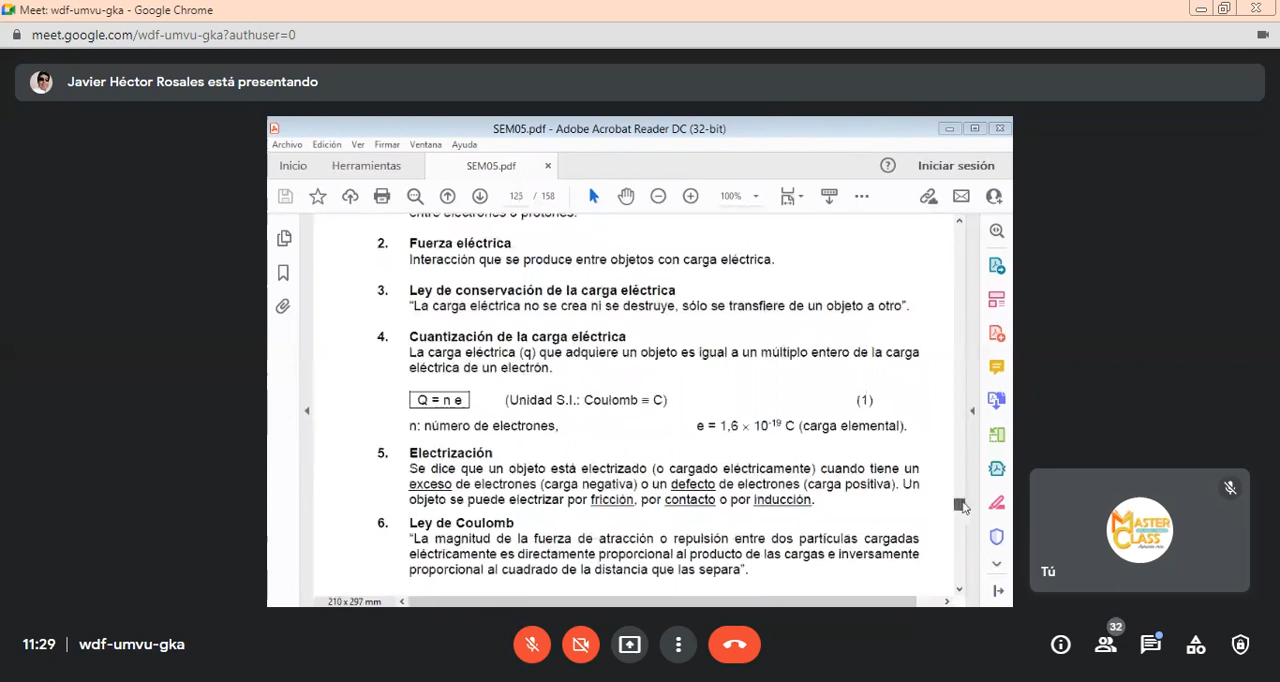 Meet: wdf-umvu-gka - Google Chrome
meet.google.com/wdf-umvu-gka?authuser=0
Javier Héctor Rosales está presentando
SEM05.pdf - Adobe Acrobat Reader DC (32-bit)
Archivo Edición Ver Firmar Ventana Ayuda
Inicio Herramientas SEM05.pdf × ? Iniciar sesión
125 / 158 100%
entre electrones o protones.
2. Fuerza eléctrica
Interacción que se produce entre objetos con carga eléctrica.
3. Ley de conservación de la carga eléctrica
“La carga eléctrica no se crea ni se destruye, sólo se transfiere de un objeto a otro”.
4. Cuantización de la carga eléctrica
La carga eléctrica (q) que adquiere un objeto es igual a un múltiplo entero de la carga
eléctrica de un electrón.
Q = n e (Unidad S.I.: Coulomb ≡ C) (1)
n: número de electrones, e = 1,6 × 10⁻¹⁹ C (carga elemental).
5. Electrización
Se dice que un objeto está electrizado (o cargado eléctricamente) cuando tiene un
exceso de electrones (carga negativa) o un defecto de electrones (carga positiva). Un
objeto se puede electrizar por fricción, por contacto o por inducción.
6. Ley de Coulomb
“La magnitud de la fuerza de atracción o repulsión entre dos partículas cargadas
eléctricamente es directamente proporcional al producto de las cargas e inversamente
proporcional al cuadrado de la distancia que las separa”.
210 x 297 mm
MASTER
CLASS
Tú
11:29 | wdf-umvu-gka
32